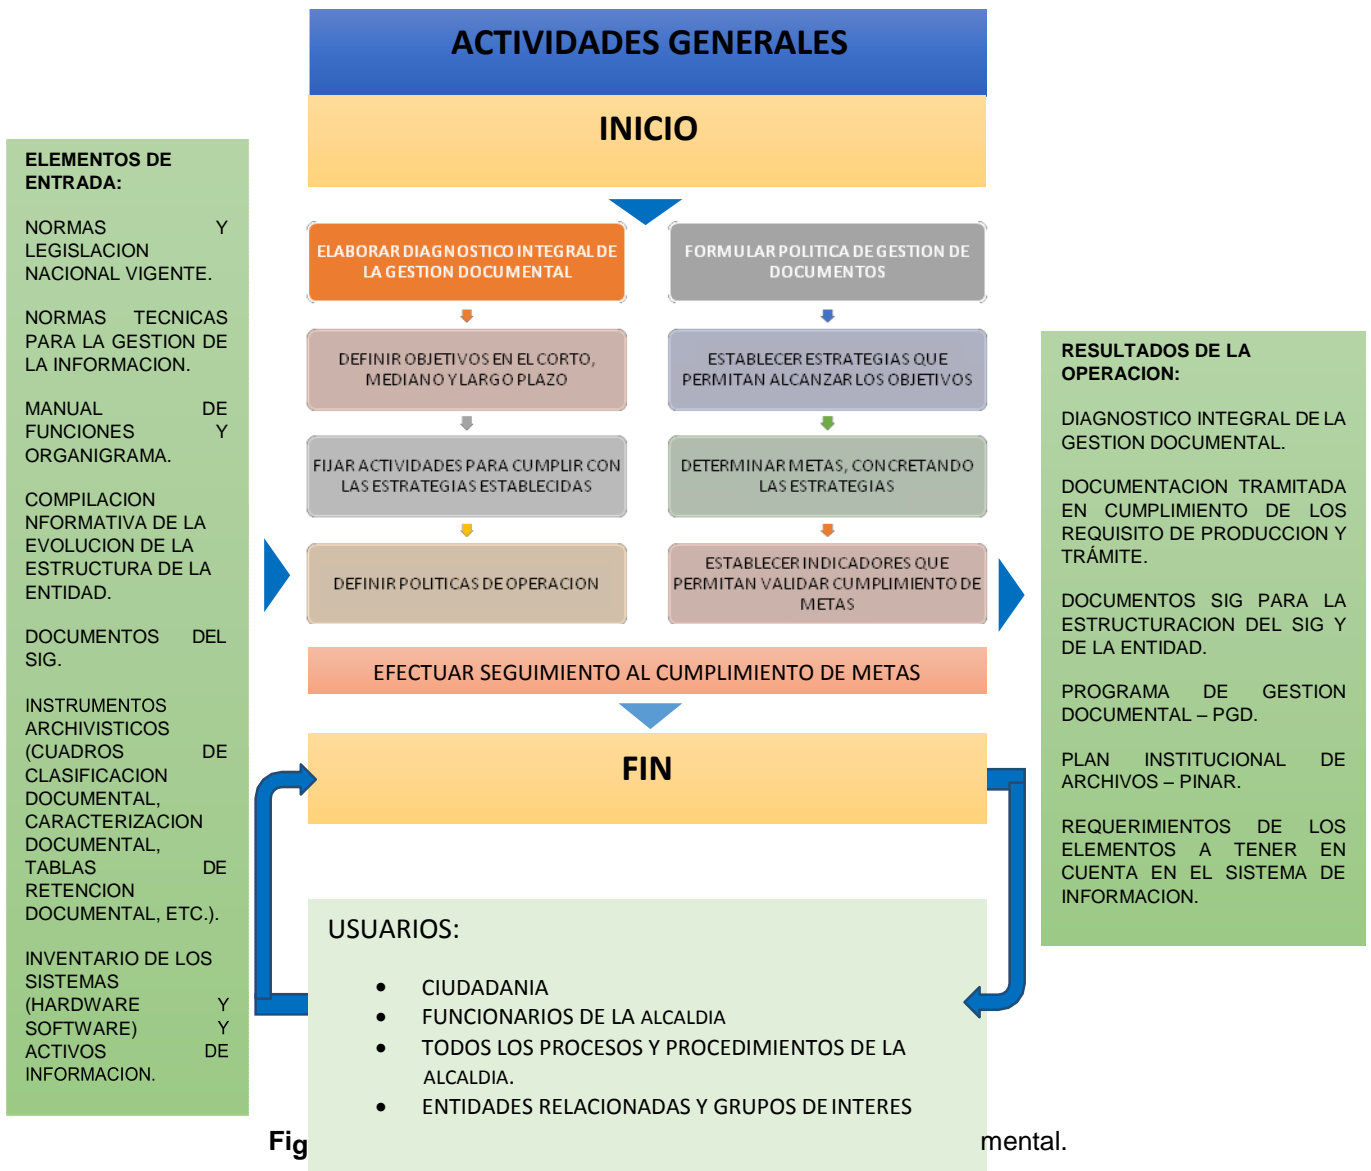 ACTIVIDADES GENERALES
INICIO
ELEMENTOS DE
ENTRADA:
NORMAS Y
LEGISLACION
NACIONAL VIGENTE.
NORMAS TECNICAS
PARA LA GESTION DE
LA INFORMACION.
MANUAL DE
FUNCIONES Y
ORGANIGRAMA.
COMPILACION
NFORMATIVA DE LA
EVOLUCION DE LA
ESTRUCTURA DE LA
ENTIDAD.
DOCUMENTOS DEL
SIG.
INSTRUMENTOS
ARCHIVISTICOS
(CUADROS DE
CLASIFICACION
DOCUMENTAL,
CARACTERIZACION
DOCUMENTAL,
TABLAS DE
RETENCION
DOCUMENTAL, ETC.).
INVENTARIO DE LOS
SISTEMAS
(HARDWARE Y
SOFTWARE) Y
ACTIVOS DE
INFORMACION.
ELABORAR DIAGNOSTICO INTEGRAL DE
LA GESTION DOCUMENTAL
FORMULAR POLITICA DE GESTION DE
DOCUMENTOS
DEFINIR OBJETIVOS EN EL CORTO,
MEDIANO Y LARGO PLAZO
ESTABLECER ESTRATEGIAS QUE
PERMITAN ALCANZAR LOS OBJETIVOS
FIJAR ACTIVIDADES PARA CUMPLIR CON
LAS ESTRATEGIAS ESTABLECIDAS
DETERMINAR METAS, CONCRETANDO
LAS ESTRATEGIAS
DEFINIR POLITICAS DE OPERACION
ESTABLECER INDICADORES QUE
PERMITAN VALIDAR CUMPLIMIENTO DE
METAS
EFECTUAR SEGUIMIENTO AL CUMPLIMIENTO DE METAS
FIN
RESULTADOS DE LA
OPERACION:
DIAGNOSTICO INTEGRAL DE LA
GESTION DOCUMENTAL.
DOCUMENTACION TRAMITADA
EN CUMPLIMIENTO DE LOS
REQUISITO DE PRODUCCION Y
TRÁMITE.
DOCUMENTOS SIG PARA LA
ESTRUCTURACION DEL SIG Y
DE LA ENTIDAD.
PROGRAMA DE GESTION
DOCUMENTAL – PGD.
PLAN INSTITUCIONAL DE
ARCHIVOS – PINAR.
REQUERIMIENTOS DE LOS
ELEMENTOS A TENER EN
CUENTA EN EL SISTEMA DE
INFORMACION.
USUARIOS:
• CIUDADANIA
• FUNCIONARIOS DE LA ALCALDIA
• TODOS LOS PROCESOS Y PROCEDIMIENTOS DE LA
ALCALDIA.
• ENTIDADES RELACIONADAS Y GRUPOS DE INTERES
Fig mental.